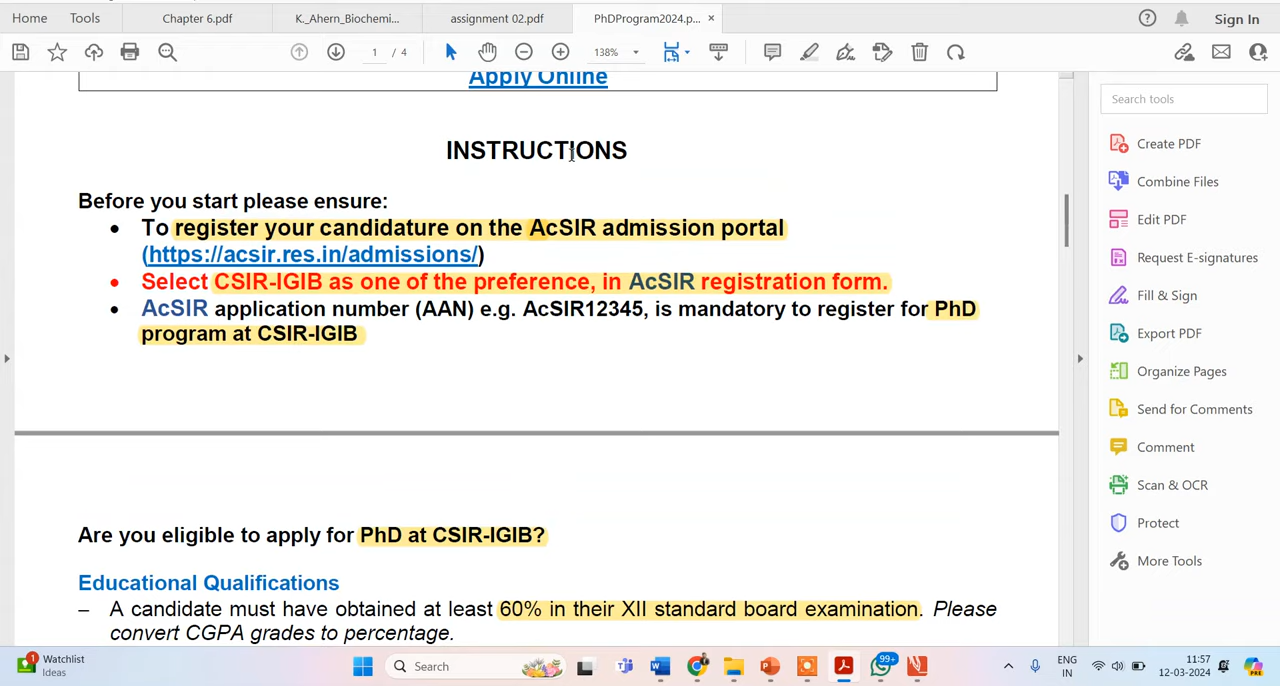 Home Tools Chapter 6.pdf K._Ahern_Biochemi... assignment 02.pdf PhDProgram2024.p... × Sign In
1 / 4 138%
Apply Online
Search tools
INSTRUCTIONS
Before you start please ensure:
• To register your candidature on the AcSIR admission portal
(https://acsir.res.in/admissions/)
• Select CSIR-IGIB as one of the preference, in AcSIR registration form.
• AcSIR application number (AAN) e.g. AcSIR12345, is mandatory to register for PhD
program at CSIR-IGIB
Are you eligible to apply for PhD at CSIR-IGIB?
Educational Qualifications
– A candidate must have obtained at least 60% in their XII standard board examination. Please
convert CGPA grades to percentage.
Create PDF
Combine Files
Edit PDF
Request E-signatures
Fill & Sign
Export PDF
Organize Pages
Send for Comments
Comment
Scan & OCR
Protect
More Tools
1
Watchlist
Ideas
Search
99+
ENG
IN
11:57
12-03-2024
PRE